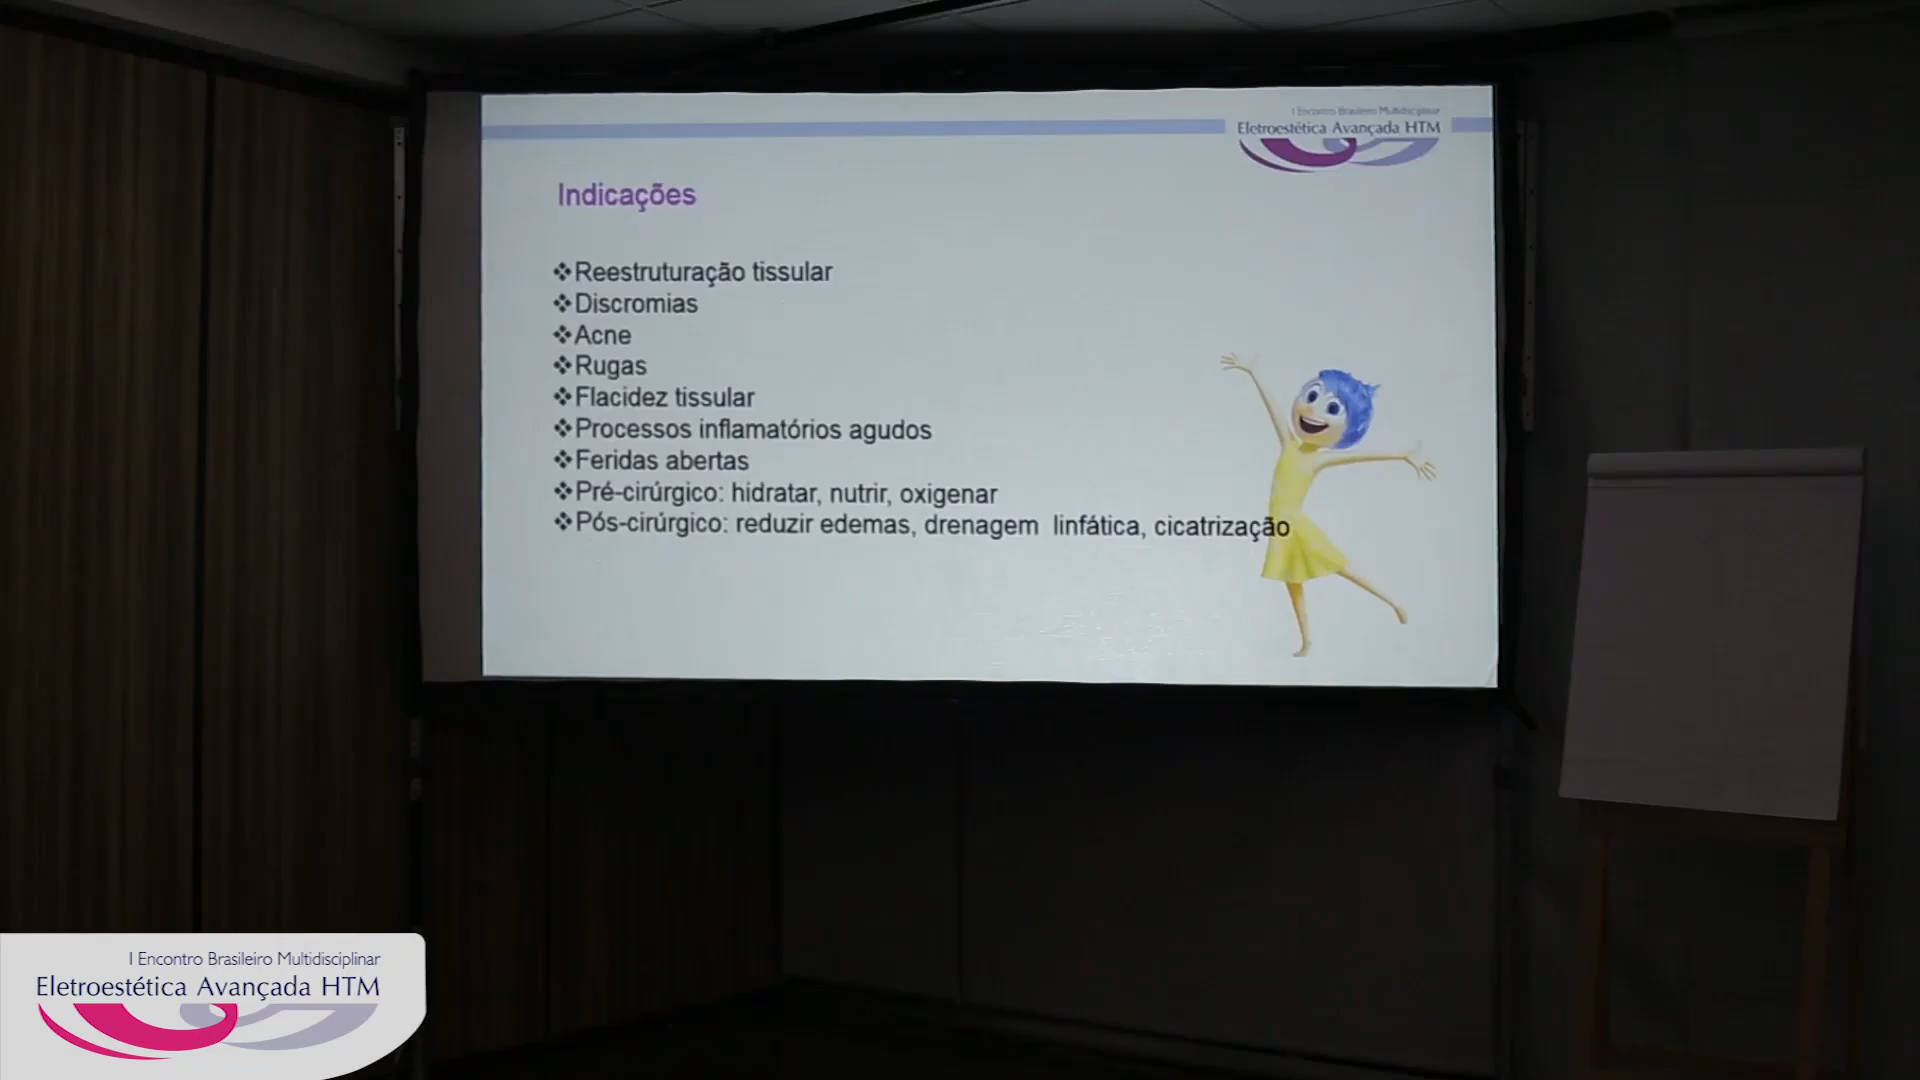 I Encontro Brasileiro Multidisciplinar
Eletroestética Avançada HTM
Indicações
❖Reestruturação tissular
❖Discromias
❖Acne
❖Rugas
❖Flacidez tissular
❖Processos inflamatórios agudos
❖Feridas abertas
❖Pré-cirúrgico: hidratar, nutrir, oxigenar
❖Pós-cirúrgico: reduzir edemas, drenagem linfática, cicatrização
I Encontro Brasileiro Multidisciplinar
Eletroestética Avançada HTM